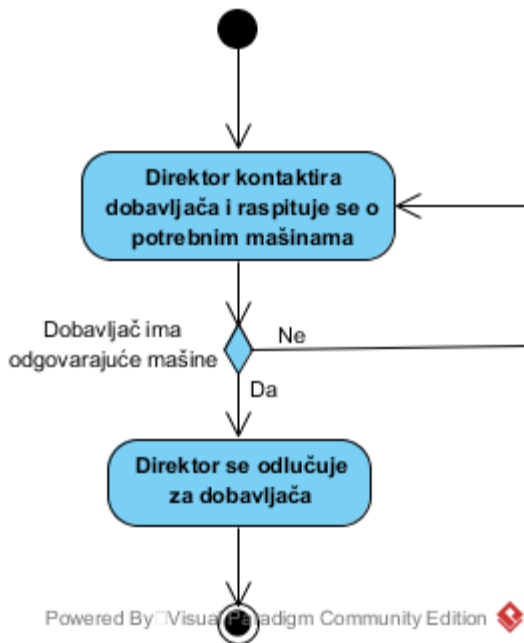 Direktor kontaktira
dobavljača i raspituje se o
potrebnim mašinama
Dobavljač ima
odgovarajuće mašine
Ne
Da
Direktor se odlučuje
za dobavljača
Powered By Visual Paradigm Community Edition